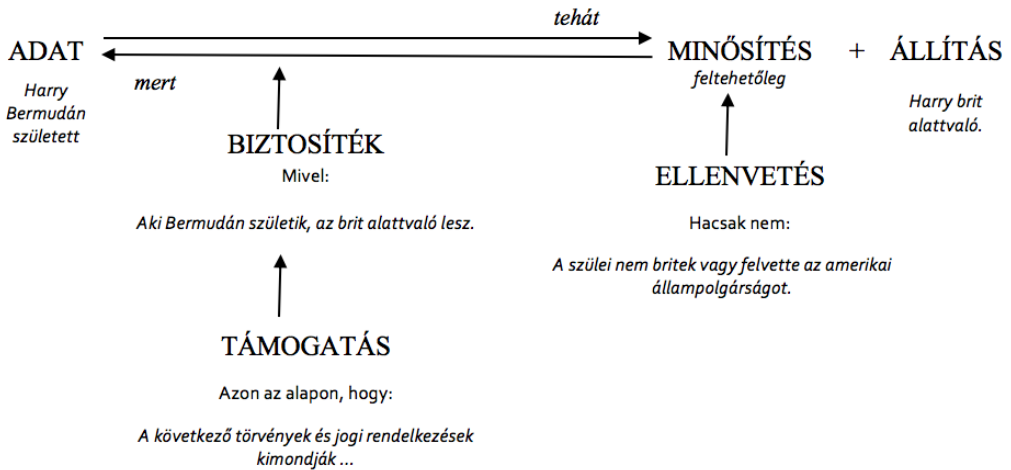 tehát
ADAT
MINŐSÍTÉS + ÁLLÍTÁS
mert
feltehetőleg
Harry
Bermudán
született
Harry brit
alattvaló.
BIZTOSÍTÉK
Mivel:
ELLENVETÉS
Aki Bermudán születik, az brit alattvaló lesz.
Hacsak nem:
A szülei nem britek vagy felvette az amerikai
állampolgárságot.
TÁMOGATÁS
Azon az alapon, hogy:
A következő törvények és jogi rendelkezések
kimondják ...